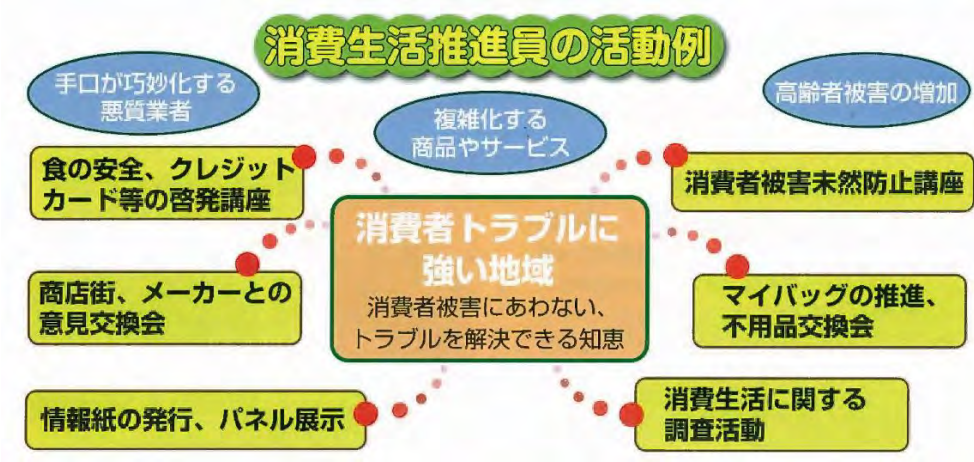 消費生活推進員の活動例
手口が巧妙化する
悪質業者
複雑化する
商品やサービス
高齢者被害の増加
食の安全、クレジット
カード等の啓発講座
消費者被害未然防止講座
消費者トラブルに
強い地域
消費者被害にあわない、
トラブルを解決できる知恵
商店街、メーカーとの
意見交換会
マイバッグの推進、
不用品交換会
情報紙の発行、パネル展示
消費生活に関する
調査活動